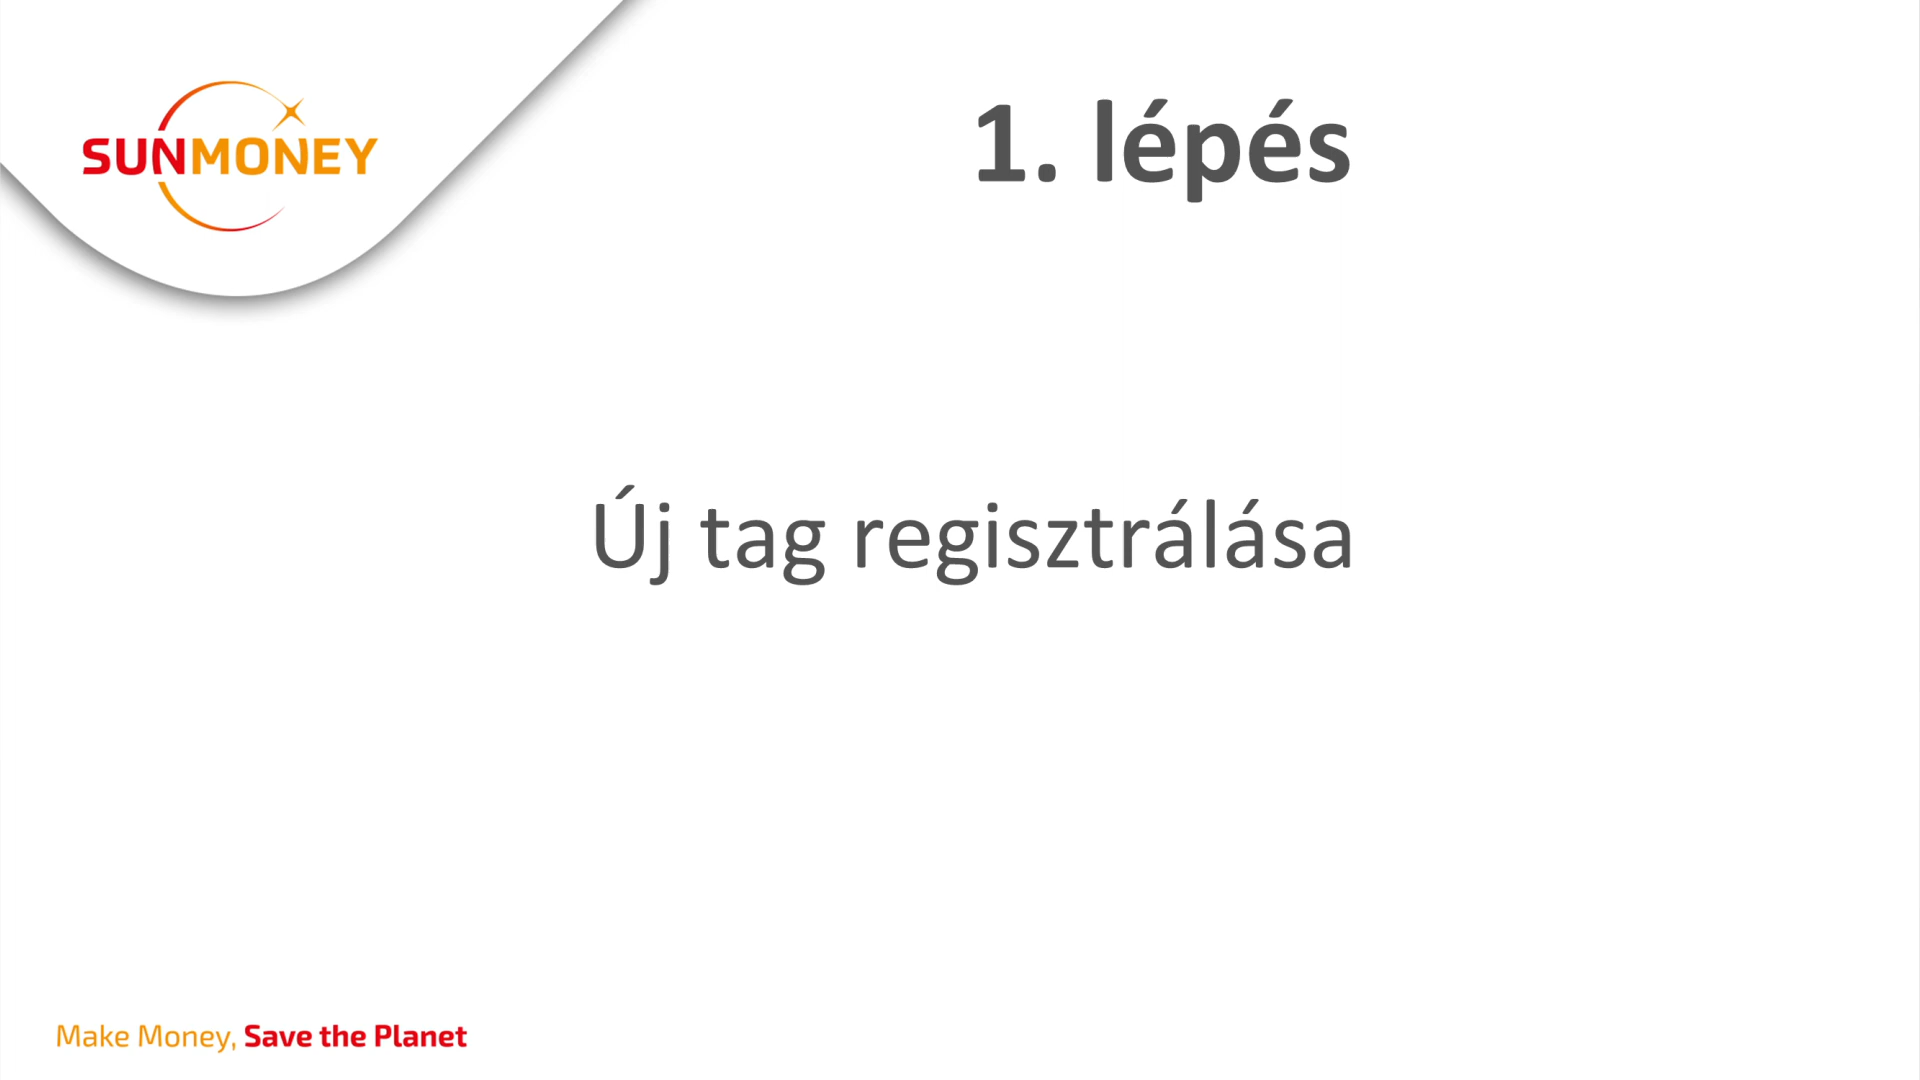 SUNMONEY
1. lépés
Új tag regisztrálása
Make Money, Save the Planet